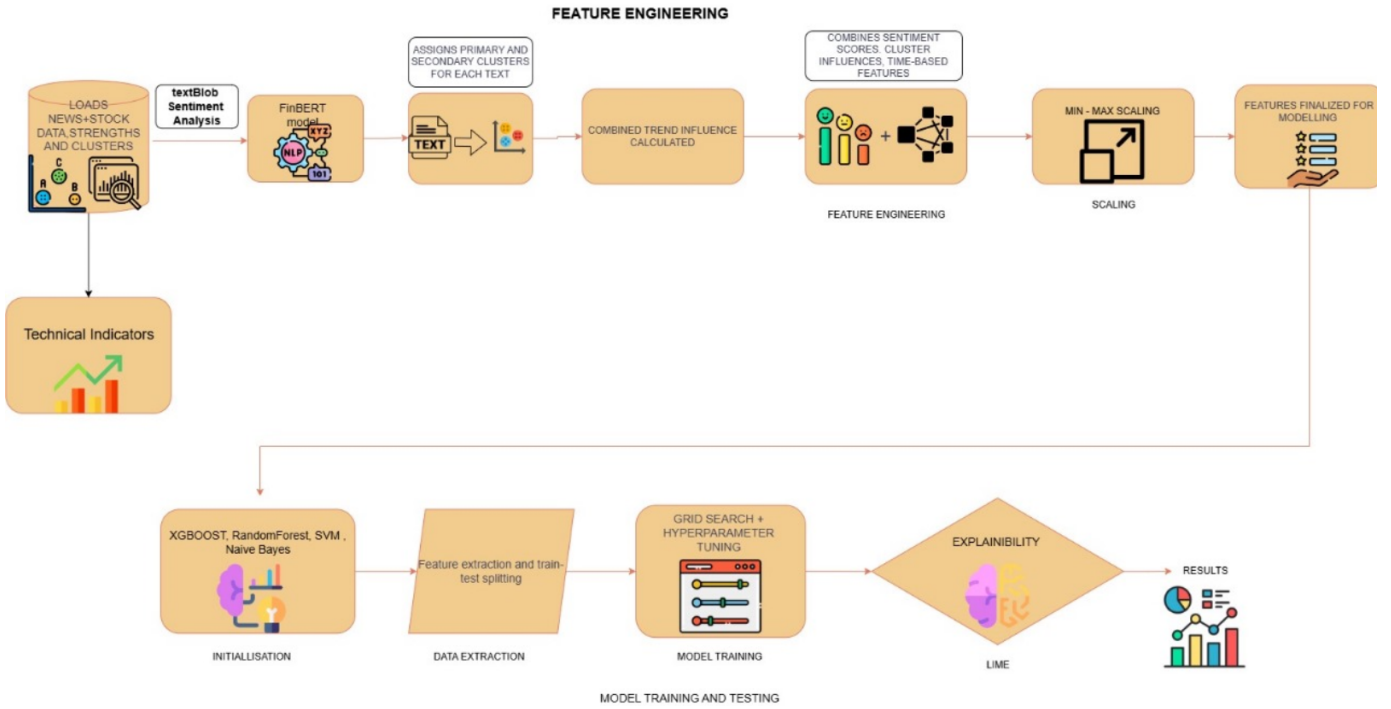 FEATURE ENGINEERING
LOADS
NEWS+STOCK
DATA,STRENGTHS
AND CLUSTERS
C
A
B
textBlob
Sentiment
Analysis
FinBERT
model
XYZ
NLP
101
ASSIGNS PRIMARY AND
SECONDARY CLUSTERS
FOR EACH TEXT
TEXT
COMBINED TREND INFLUENCE
CALCULATED
COMBINES SENTIMENT
SCORES. CLUSTER
INFLUENCES, TIME-BASED
FEATURES
+
FEATURE ENGINEERING
MIN - MAX SCALING
SCALING
FEATURES FINALIZED FOR
MODELLING
Technical Indicators
XGBOOST, RandomForest, SVM ,
Naive Bayes
INITIALLISATION
Feature extraction and train-
test splitting
DATA EXTRACTION
GRID SEARCH +
HYPERPARAMETER
TUNING
MODEL TRAINING
EXPLAINIBILITY
LIME
RESULTS
MODEL TRAINING AND TESTING